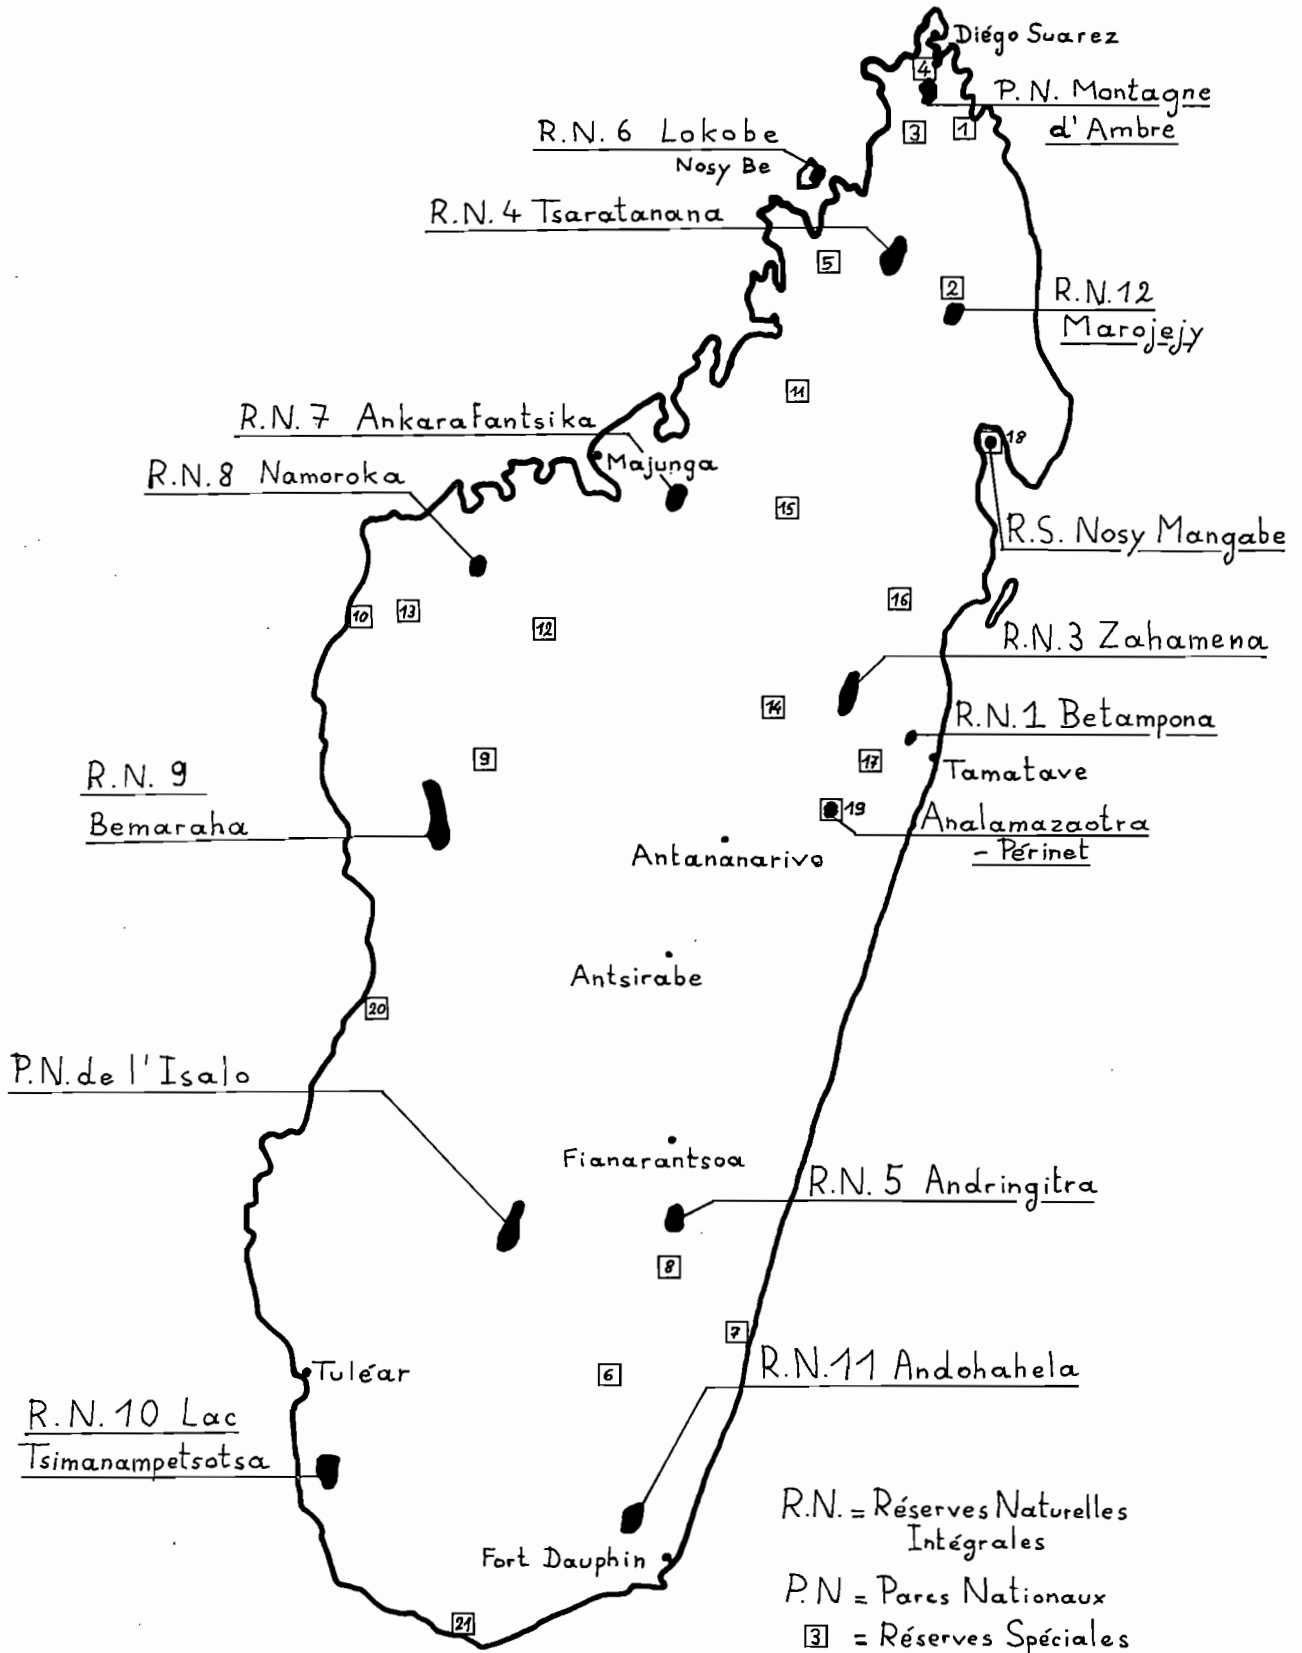 Diégo Suarez
4
P.N. Montagne
d'Ambre
R.N.6 Lokobe
Nosy Be
3
1
R.N.4 Tsaratanana
5
2
R.N.12
Marojejy
11
R.N.7 Ankarafantsika
Majunga
18
R.N.8 Namoroka
15
R.S. Nosy Mangabe
10
13
12
16
R.N.3 Zahamena
14
R.N.1 Betampona
9
17
Tamatave
R.N. 9
Bemaraha
19
Analamazaotra
- Périnet
Antananarivo
Antsirabe
20
P.N. de l'Isalo
Fianarantsoa
R.N. 5 Andringitra
8
7
6
R.N.11 Andohahela
Tuléar
R.N.10 Lac
Tsimanampetsotsa
Fort Dauphin
21
R.N. = Réserves Naturelles
Intégrales
P.N = Parcs Nationaux
3 = Réserves Spéciales